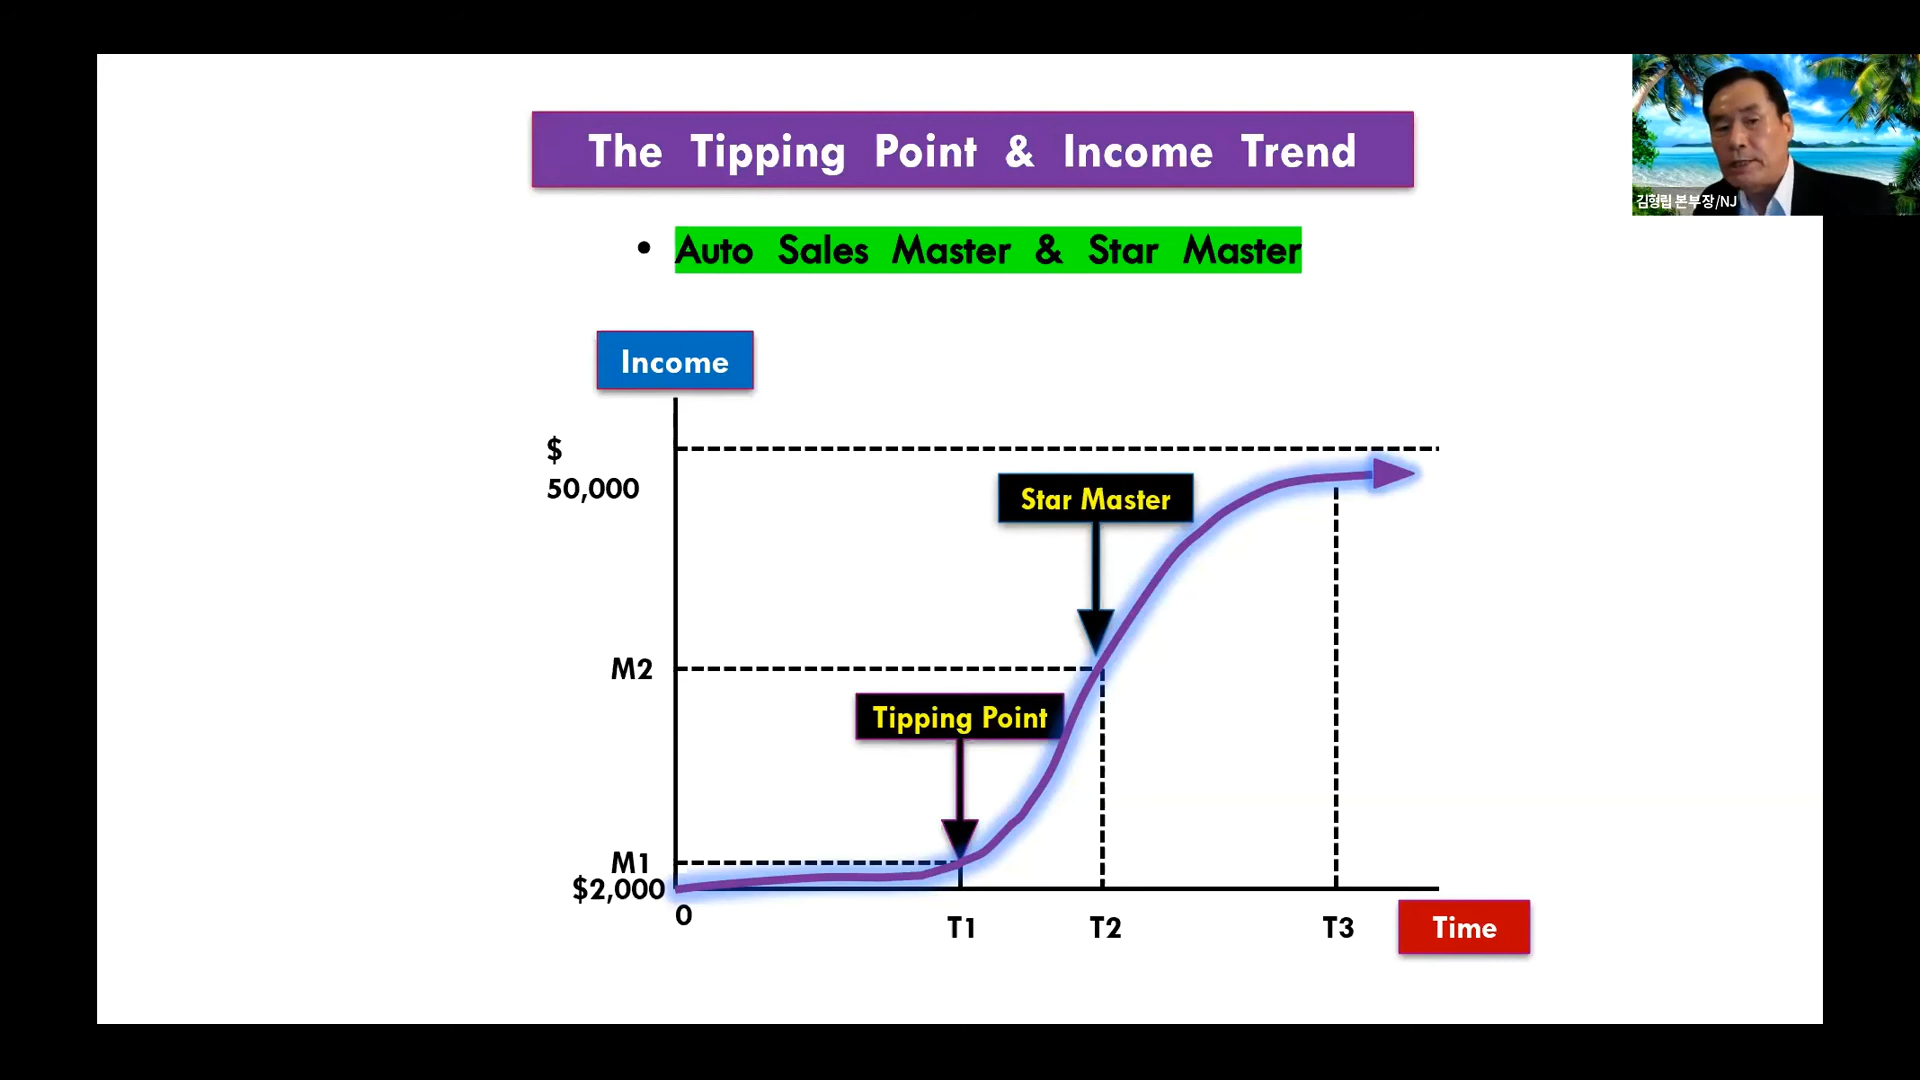 The Tipping Point & Income Trend
김형립 본부장/NJ
• Auto Sales Master & Star Master
Income
$
50,000
Star Master
M2
Tipping Point
M1
$2,000
0
T1
T2
T3
Time